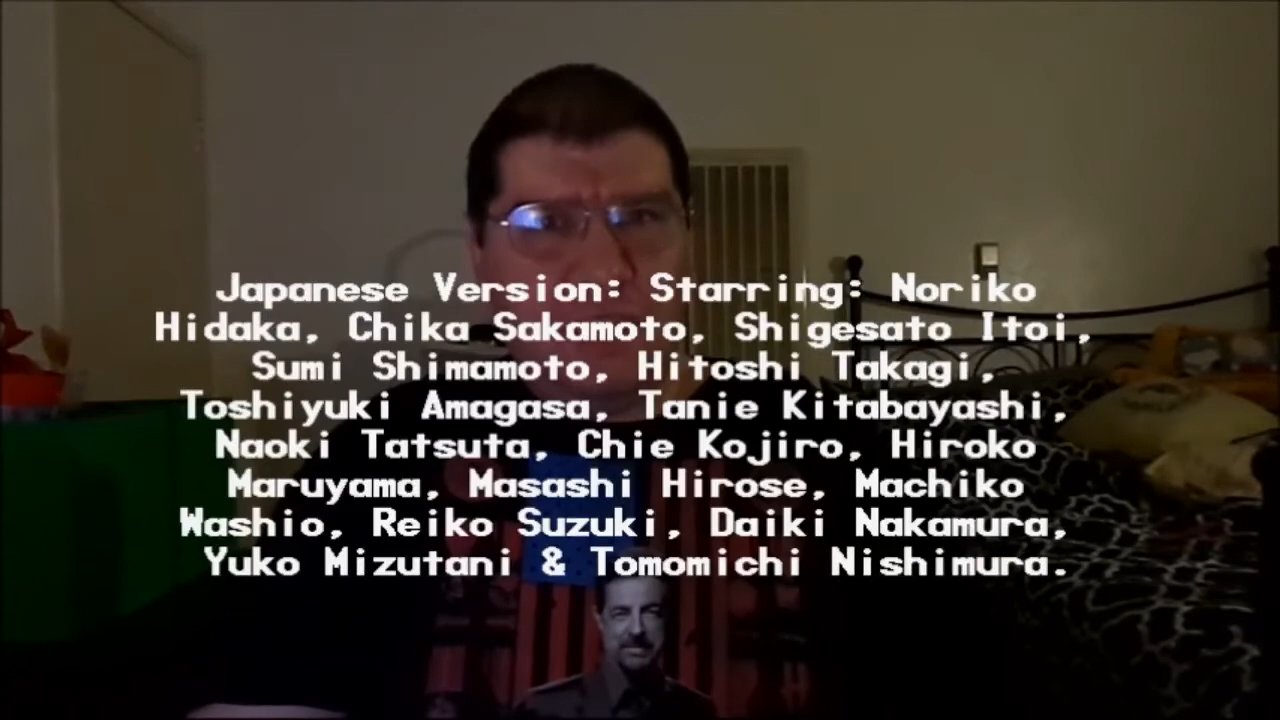 Japanese Version: Starring: Noriko
Hidaka, Chika Sakamoto, Shigesato Itoi,
Sumi Shimamoto, Hitoshi Takagi,
Toshiyuki Amagasa, Tanie Kitabayashi,
Naoki Tatsuta, Chie Kojiro, Hiroko
Maruyama, Masashi Hirose, Machiko
Washio, Reiko Suzuki, Daiki Nakamura,
Yuko Mizutani & Tomomichi Nishimura.